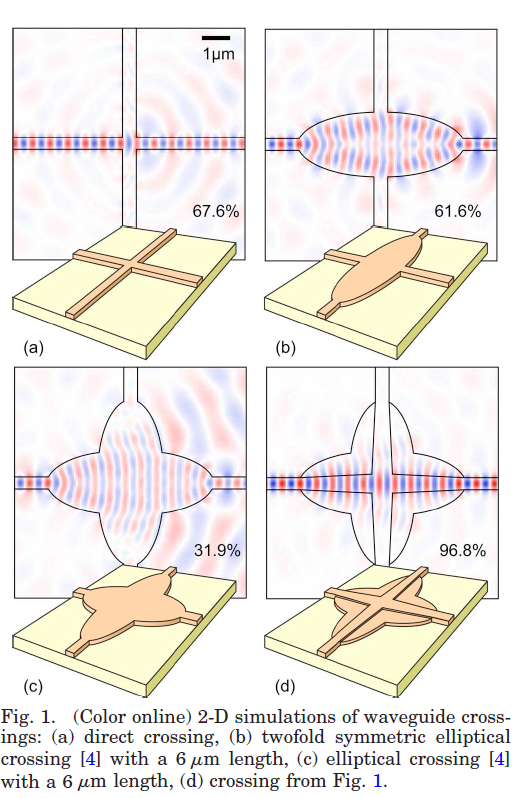 1μm
67.6%
61.6%
(a)
(b)
31.9%
96.8%
(c)
(d)
Fig. 1. (Color online) 2-D simulations of waveguide cross-
ings: (a) direct crossing, (b) twofold symmetric elliptical
crossing [4] with a 6 μm length, (c) elliptical crossing [4]
with a 6 μm length, (d) crossing from Fig. 1.